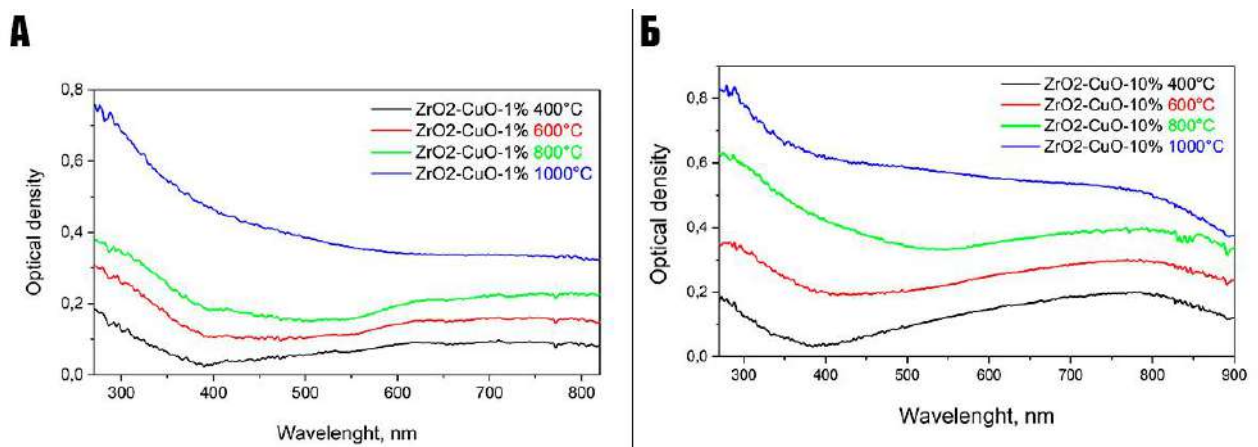 А
0,8
0,6
0,4
0,2
0,0
Optical density
ZrO2-CuO-1% 400°C
ZrO2-CuO-1% 600°C
ZrO2-CuO-1% 800°C
ZrO2-CuO-1% 1000°C
300 400 500 600 700 800
Wavelenght, nm
Б
0,8
0,6
0,4
0,2
0,0
Optical density
ZrO2-CuO-10% 400°C
ZrO2-CuO-10% 600°C
ZrO2-CuO-10% 800°C
ZrO2-CuO-10% 1000°C
300 400 500 600 700 800 900
Wavelenght, nm